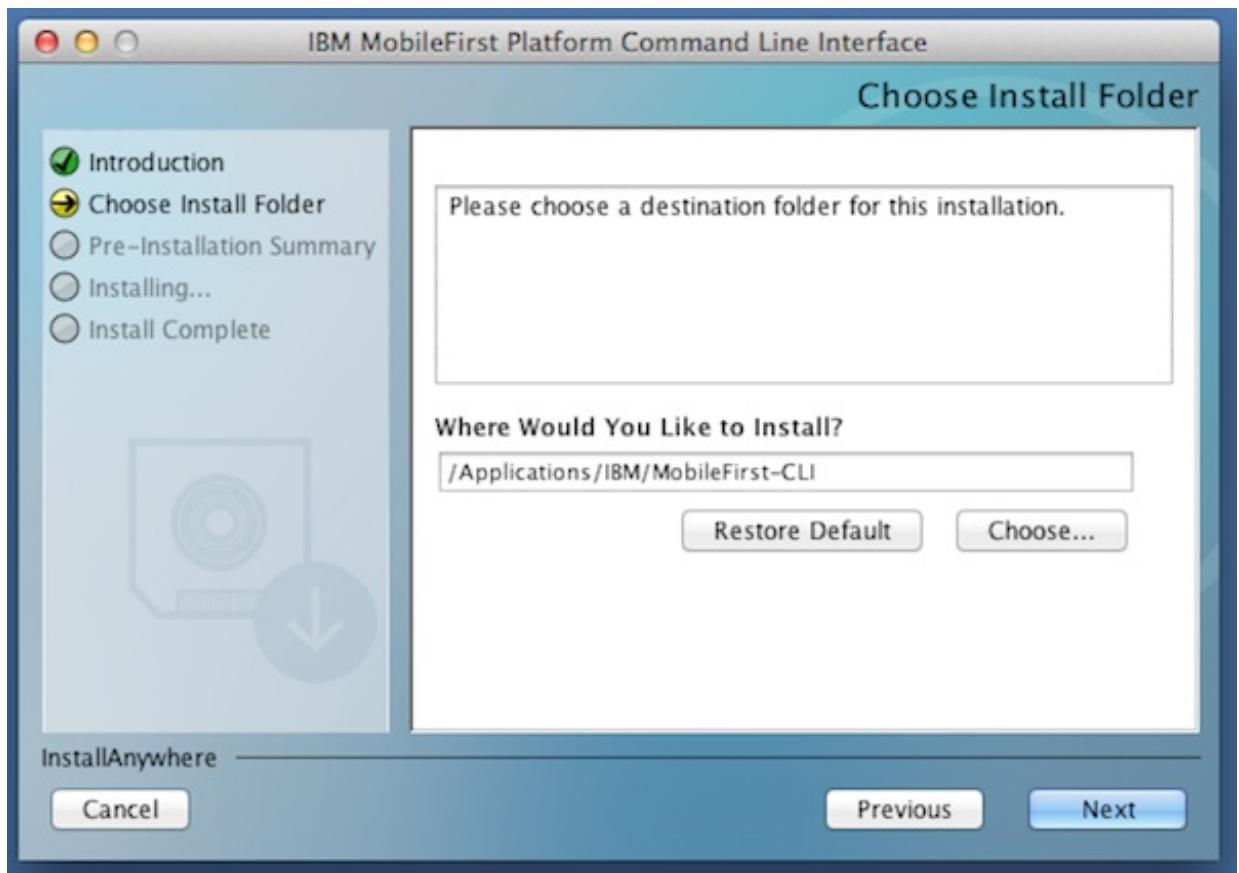 IBM MobileFirst Platform Command Line Interface
Choose Install Folder
Introduction
Choose Install Folder
Pre-Installation Summary
Installing...
Install Complete
Please choose a destination folder for this installation.
Where Would You Like to Install?
/Applications/IBM/MobileFirst-CLI
Restore Default
Choose...
InstallAnywhere
Cancel
Previous
Next